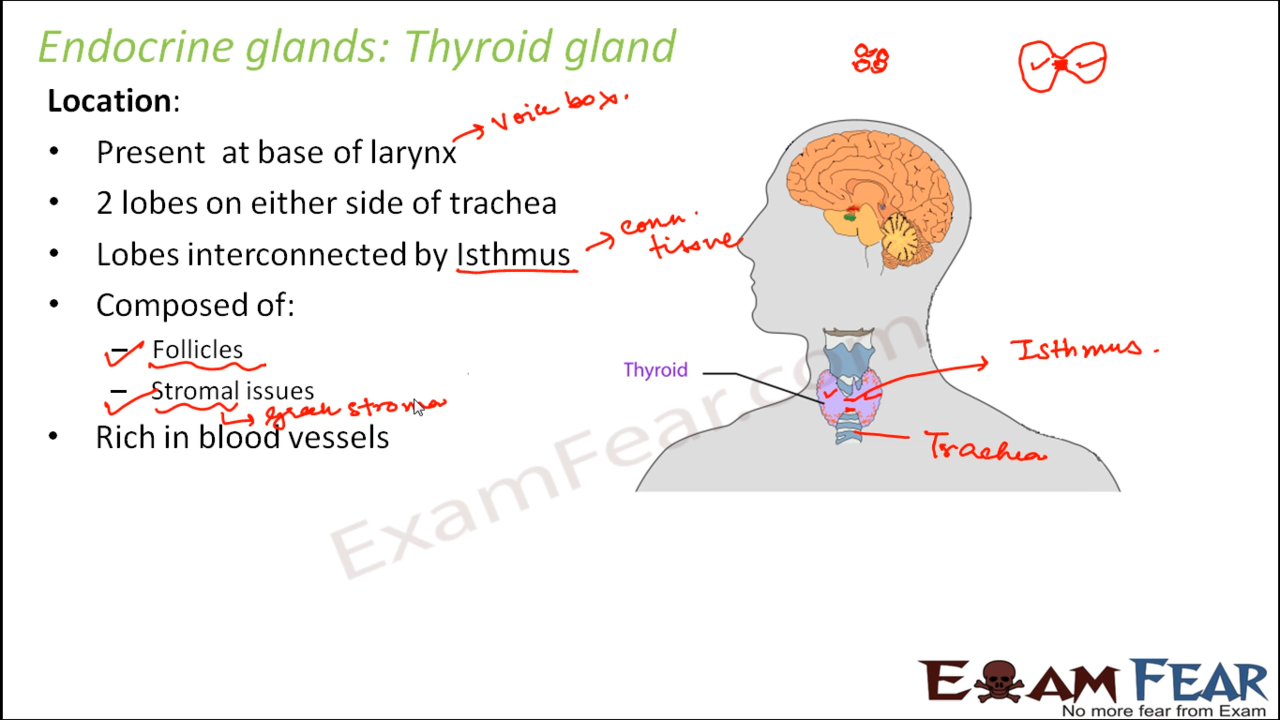 Endocrine glands: Thyroid gland
Location:
→ Voice box.
• Present at base of larynx
• 2 lobes on either side of trachea
• Lobes interconnected by Isthmus → conn. tissue
• Composed of:
– Follicles
– Stromal issues
→ stroma
• Rich in blood vessels
Thyroid
Isthmus.
Trachea
ExamFear.com
EXAM FEAR
No more fear from Exam